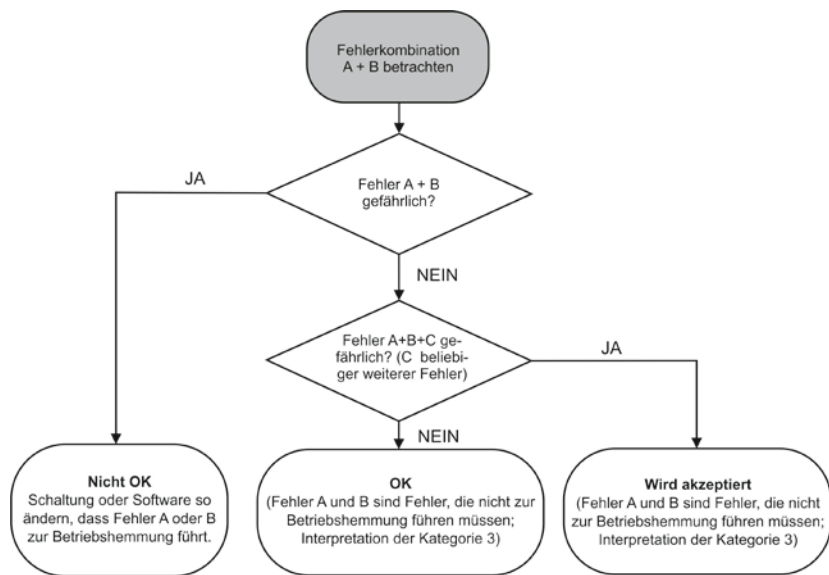 Fehlerkombination
A + B betrachten
JA
Fehler A + B
gefährlich?
NEIN
Fehler A+B+C ge-
fährlich? (C beliebi-
ger weiterer Fehler)
JA
NEIN
Nicht OK
Schaltung oder Software so
ändern, dass Fehler A oder B
zur Betriebshemmung führt.
OK
(Fehler A und B sind Fehler, die nicht zur
Betriebshemmung führen müssen;
Interpretation der Kategorie 3)
Wird akzeptiert
(Fehler A und B sind Fehler, die nicht
zur Betriebshemmung führen müssen;
Interpretation der Kategorie 3)